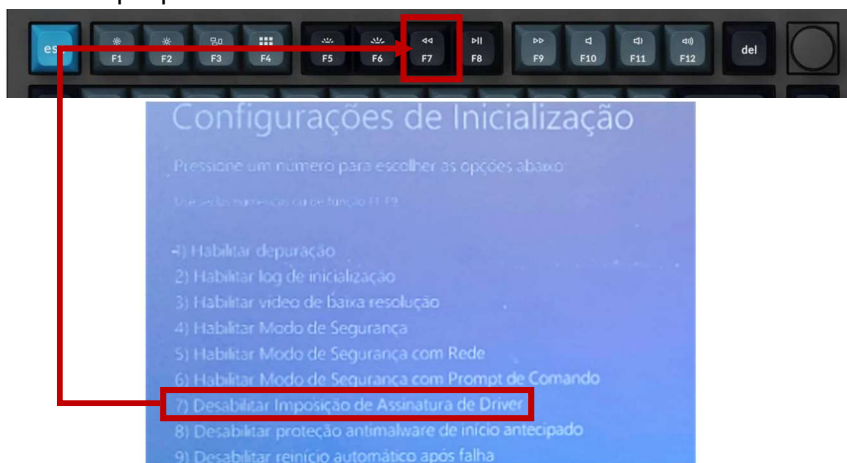 esc
F1 F2 F3 F4 F5 F6 F7 F8 F9 F10 F11 F12 del
Configurações de Inicialização
Pressione um número para escolher as opções abaixo:
1) Habilitar depuração
2) Habilitar log de inicialização
3) Habilitar vídeo de baixa resolução
4) Habilitar Modo de Segurança
5) Habilitar Modo de Segurança com Rede
6) Habilitar Modo de Segurança com Prompt de Comando
7) Desabilitar Imposição de Assinatura de Driver
8) Desabilitar proteção antimalware de início antecipado
9) Desabilitar reinício automático após falha